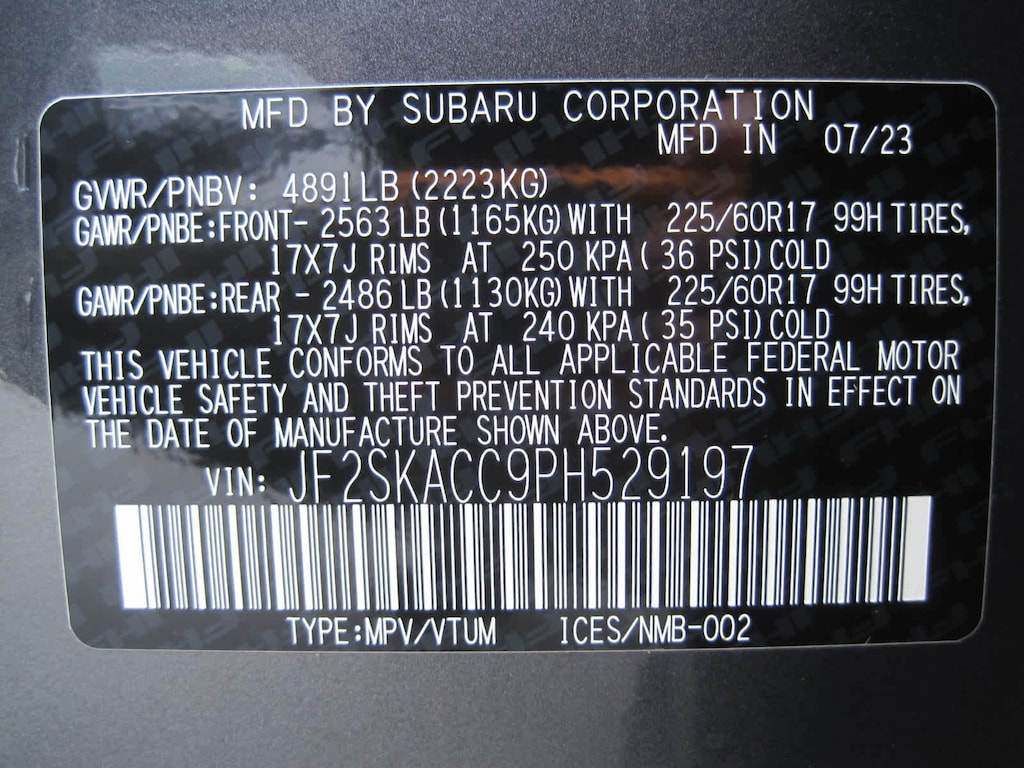 MFD BY SUBARU CORPORATION
MFD IN 07/23
GVWR/PNBV: 4891LB (2223KG)
GAWR/PNBE:FRONT- 2563 LB (1165KG) WITH 225/60R17 99H TIRES,
17X7J RIMS AT 250 KPA ( 36 PSI) COLD
GAWR/PNBE:REAR - 2486 LB (1130KG) WITH 225/60R17 99H TIRES,
17X7J RIMS AT 240 KPA ( 35 PSI) COLD
THIS VEHICLE CONFORMS TO ALL APPLICABLE FEDERAL MOTOR
VEHICLE SAFETY AND THEFT PREVENTION STANDARDS IN EFFECT ON
THE DATE OF MANUFACTURE SHOWN ABOVE.
VIN: JF2SKACC9PH529197
TYPE:MPV/VTUM ICES/NMB-002